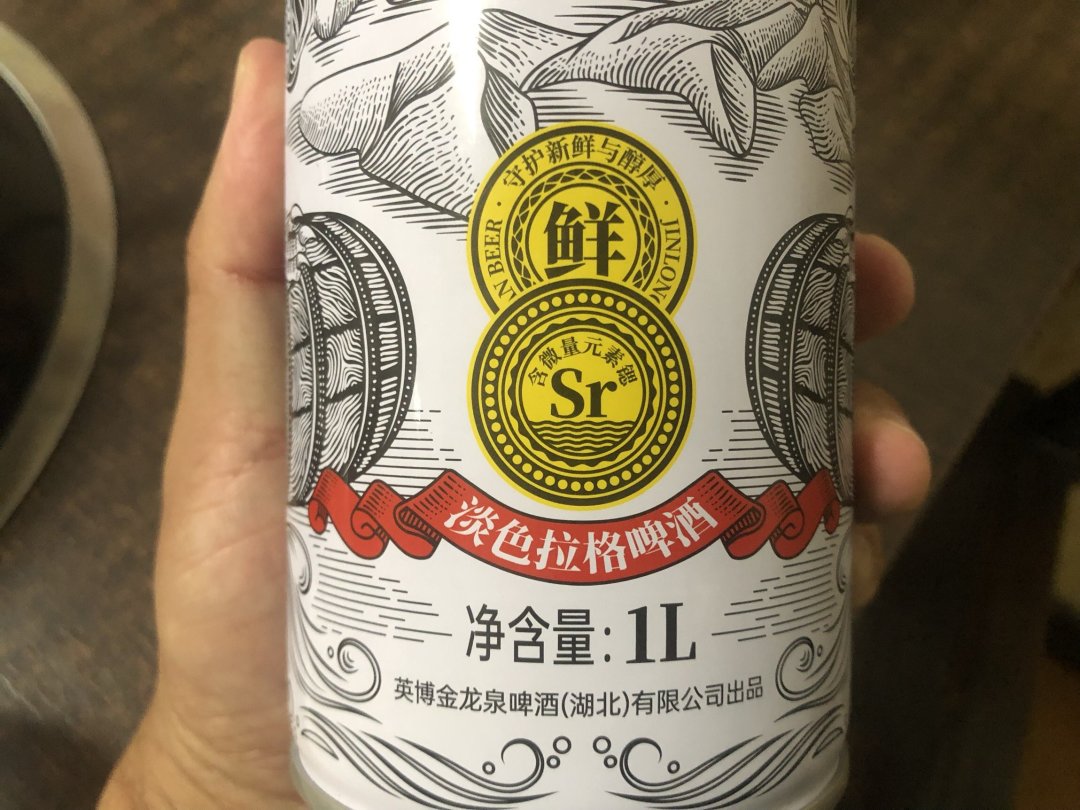 守护新鲜与醇厚
鲜
JINLON
N BEER
含微量元素锶
Sr
淡色拉格啤酒
净含量：1L
英博金龙泉啤酒(湖北)有限公司出品